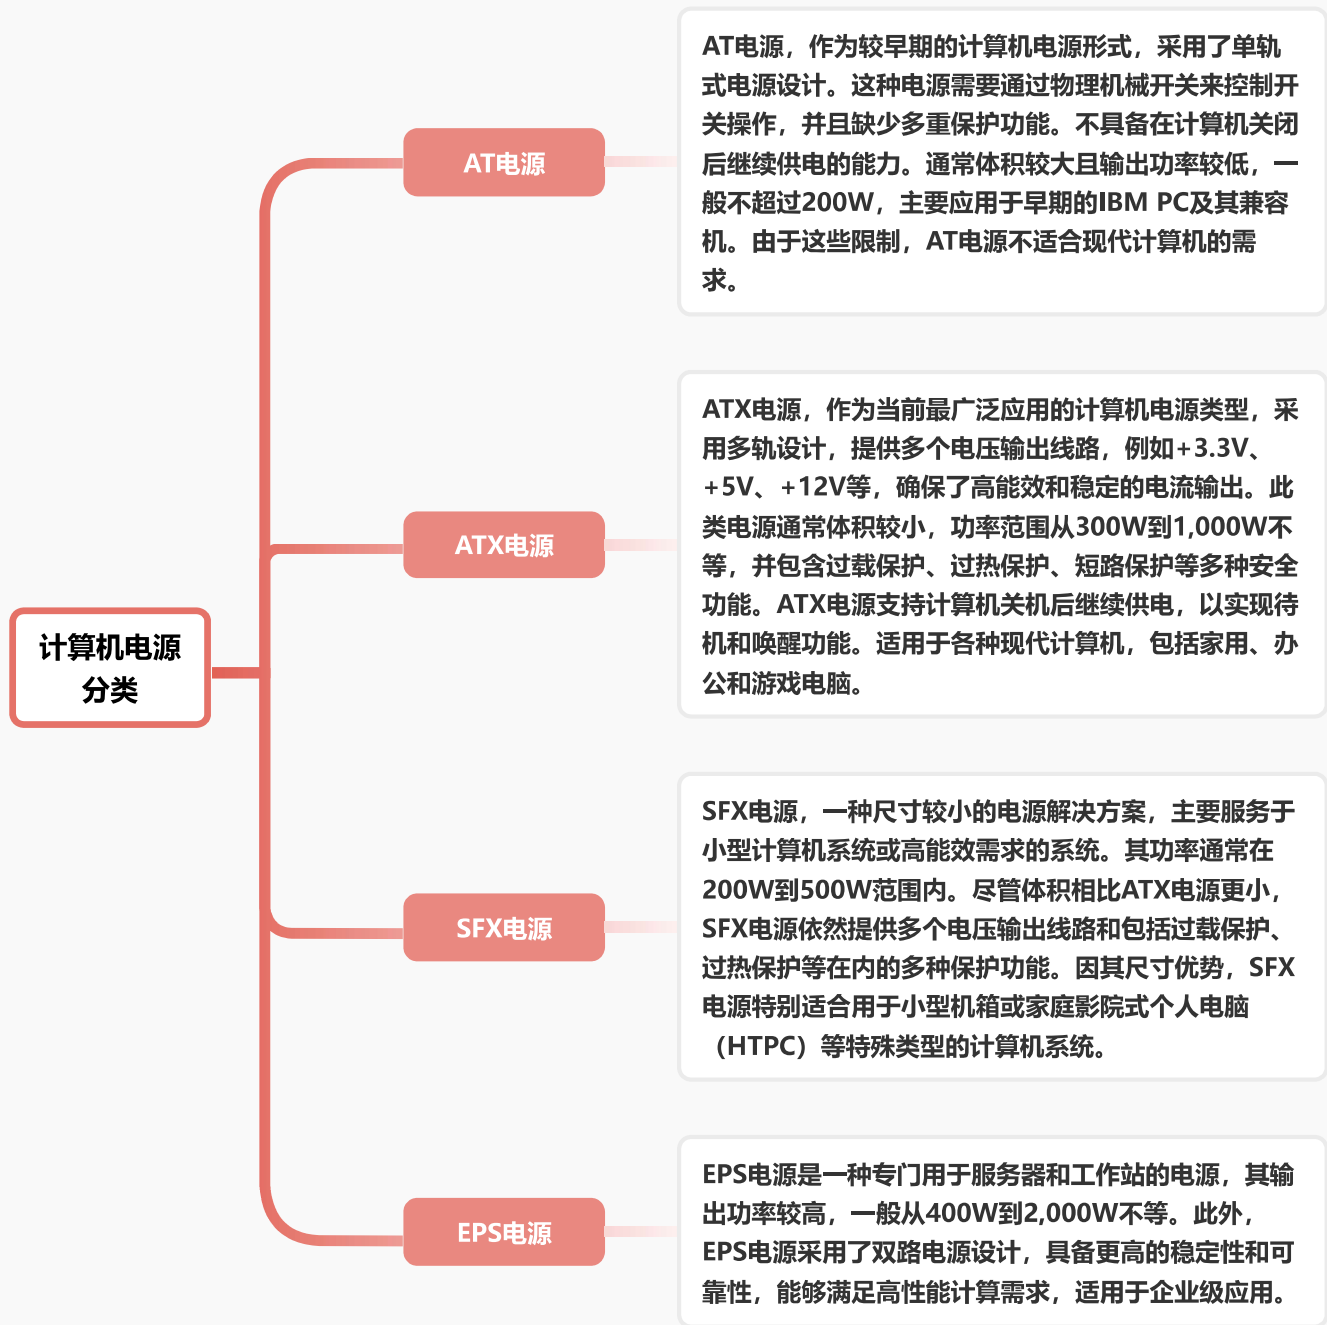 计算机电源
分类
AT电源
AT电源，作为较早期的计算机电源形式，采用了单轨
式电源设计。这种电源需要通过物理机械开关来控制开
关操作，并且缺少多重保护功能。不具备在计算机关闭
后继续供电的能力。通常体积较大且输出功率较低，一
般不超过200W，主要应用于早期的IBM PC及其兼容
机。由于这些限制，AT电源不适合现代计算机的需
求。
ATX电源
ATX电源，作为当前最广泛应用的计算机电源类型，采
用多轨设计，提供多个电压输出线路，例如+3.3V、
+5V、+12V等，确保了高能效和稳定的电流输出。此
类电源通常体积较小，功率范围从300W到1,000W不
等，并包含过载保护、过热保护、短路保护等多种安全
功能。ATX电源支持计算机关机后继续供电，以实现待
机和唤醒功能。适用于各种现代计算机，包括家用、办
公和游戏电脑。
SFX电源
SFX电源，一种尺寸较小的电源解决方案，主要服务于
小型计算机系统或高能效需求的系统。其功率通常在
200W到500W范围内。尽管体积相比ATX电源更小，
SFX电源依然提供多个电压输出线路和包括过载保护、
过热保护等在内的多种保护功能。因其尺寸优势，SFX
电源特别适合用于小型机箱或家庭影院式个人电脑
（HTPC）等特殊类型的计算机系统。
EPS电源
EPS电源是一种专门用于服务器和工作站的电源，其输
出功率较高，一般从400W到2,000W不等。此外，
EPS电源采用了双路电源设计，具备更高的稳定性和可
靠性，能够满足高性能计算需求，适用于企业级应用。